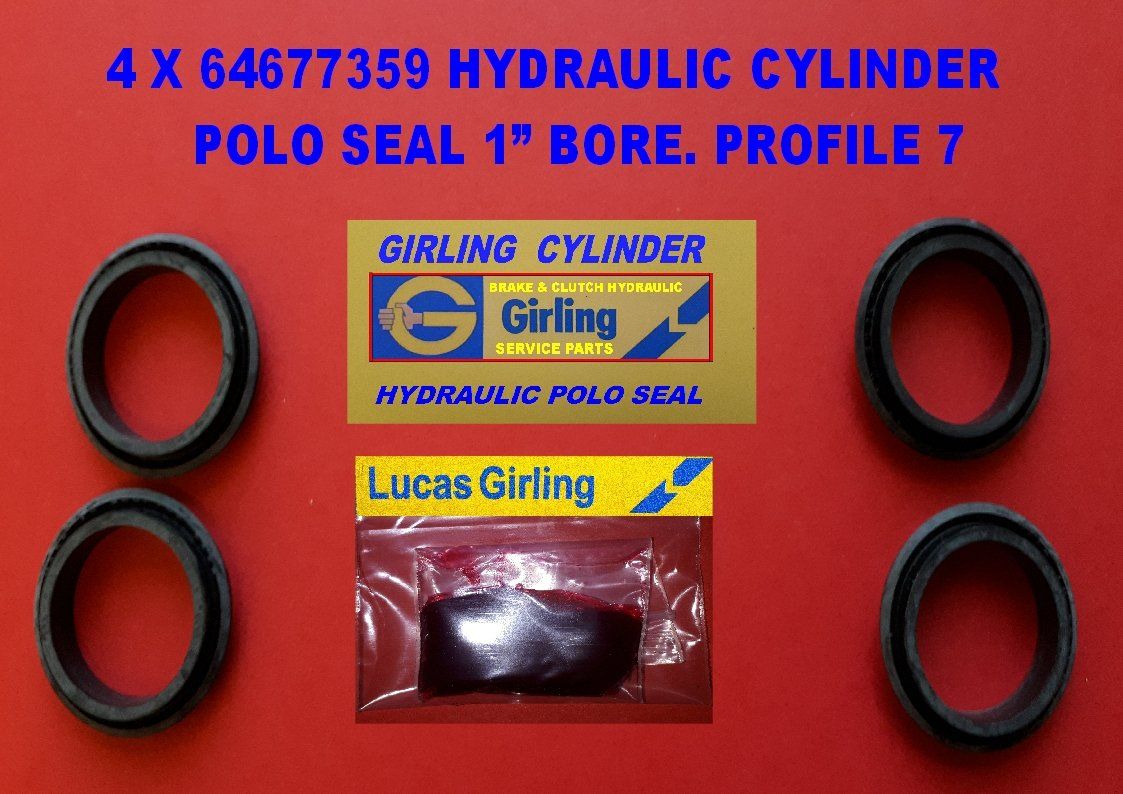 4 X 64677359 HYDRAULIC CYLINDER
POLO SEAL 1” BORE. PROFILE 7
GIRLING CYLINDER
BRAKE & CLUTCH HYDRAULIC
Girling
SERVICE PARTS
HYDRAULIC POLO SEAL
Lucas Girling